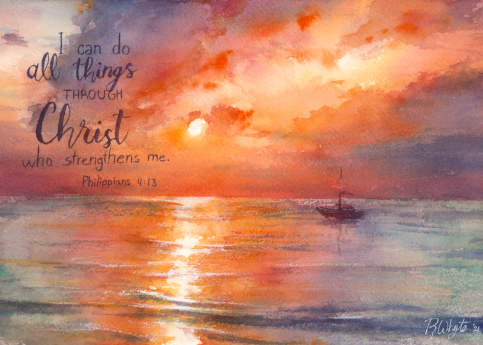 I can do
all things
THROUGH
Christ
who strengthens me.
Philippians 4:13